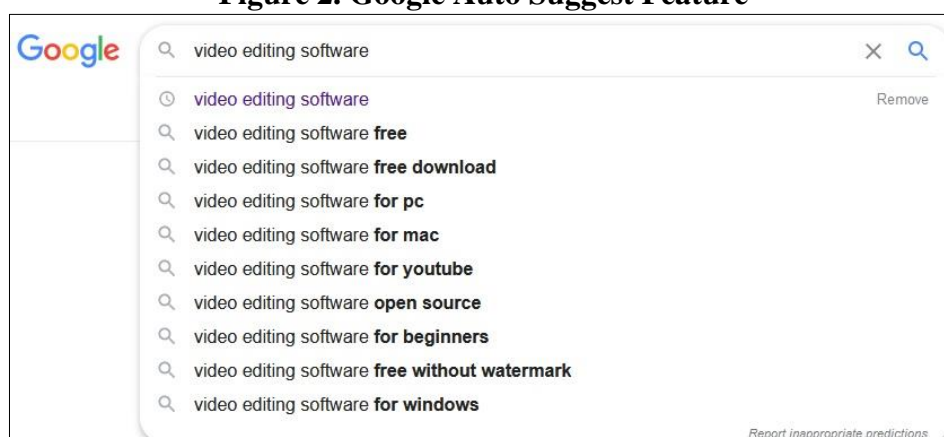 Figure 2. Google Auto Suggest Feature
Google video editing software
video editing software Remove
video editing software free
video editing software free download
video editing software for pc
video editing software for mac
video editing software for youtube
video editing software open source
video editing software for beginners
video editing software free without watermark
video editing software for windows
Report inappropriate predictions